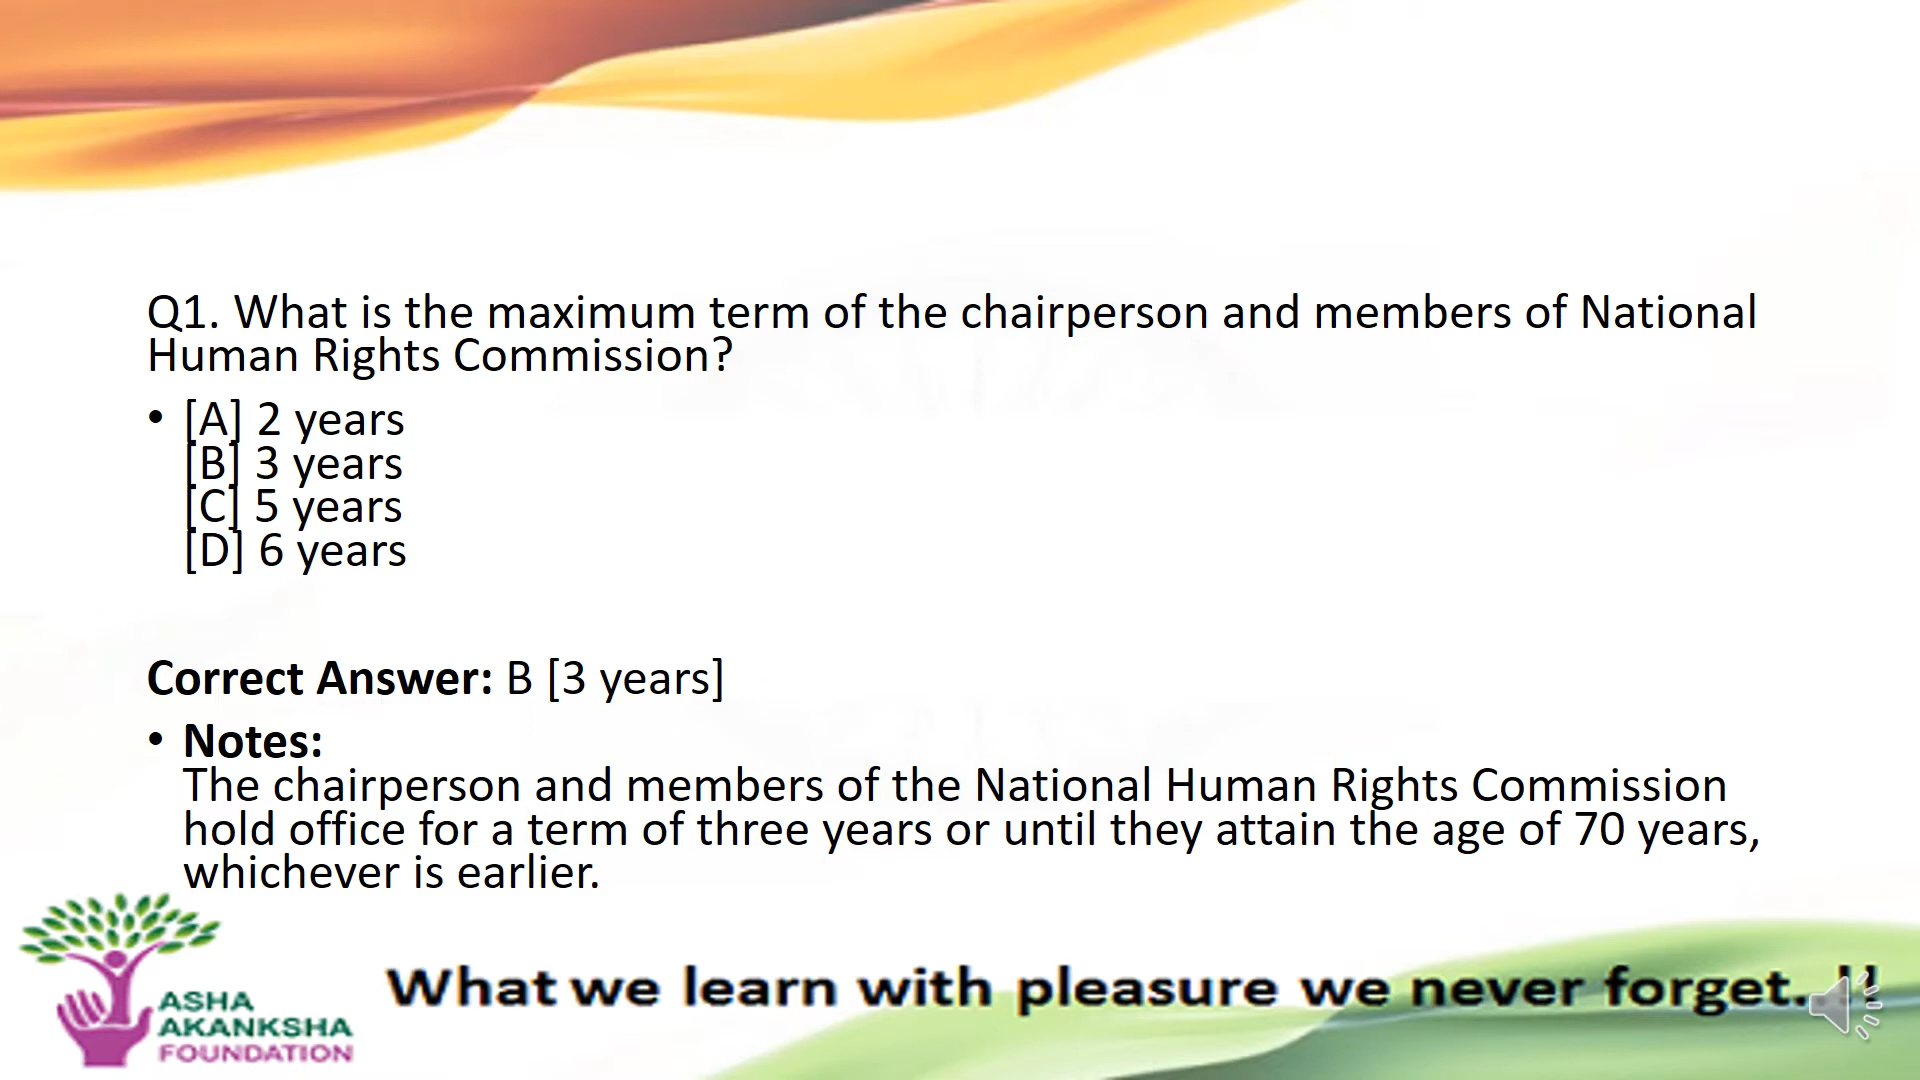 Q1. What is the maximum term of the chairperson and members of National
Human Rights Commission?
• [A] 2 years
[B] 3 years
[C] 5 years
[D] 6 years
Correct Answer: B [3 years]
• Notes:
The chairperson and members of the National Human Rights Commission
hold office for a term of three years or until they attain the age of 70 years,
whichever is earlier.
What we learn with pleasure we never forget...!!
ASHA
AKANKSHA
FOUNDATION